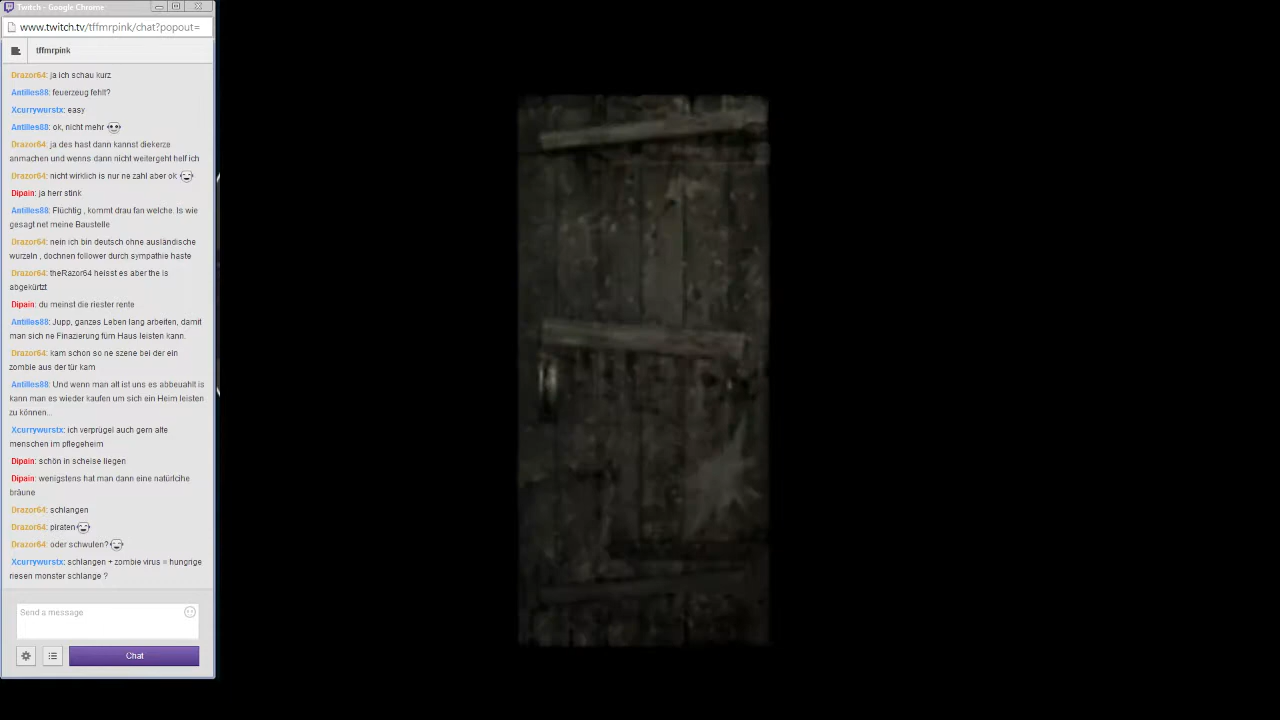 Twitch - Google Chrome
www.twitch.tv/tffmrpink/chat?popout=
tffmrpink
Drazor64: ja ich schau kurz
Antilles88: feuerzeug fehlt?
Xcurrywurstx: easy
Antilles88: ok, nicht mehr
Drazor64: ja des hast dann kannst diekerze
anmachen und wenns dann nicht weitergeht helf ich
Drazor64: nicht wirklich is nur ne zahl aber ok
Dipain: ja herr stink
Antilles88: Flüchtig , kommt drau fan welche. Is wie
gesagt net meine Baustelle
Drazor64: nein ich bin deutsch ohne ausländische
wurzeln , dochnen follower durch sympathie haste
Drazor64: theRazor64 heisst es aber the is
abgekürtzt
Dipain: du meinst die riester rente
Antilles88: Jupp, ganzes Leben lang arbeiten, damit
man sich ne Finazierung fürn Haus leisten kann.
Drazor64: kam schon so ne szene bei der ein
zombie aus der tür kam
Antilles88: Und wenn man alt ist uns es abbeuahlt is
kann man es wieder kaufen um sich ein Heim leisten
zu können...
Xcurrywurstx: ich verprügel auch gern alte
menschen im pflegeheim
Dipain: schön in scheise liegen
Dipain: wenigstens hat man dann eine natürlcihe
bräune
Drazor64: schlangen
Drazor64: piraten
Drazor64: oder schwulen?
Xcurrywurstx: schlangen + zombie virus = hungrige
riesen monster schlange ?
Send a message
Chat